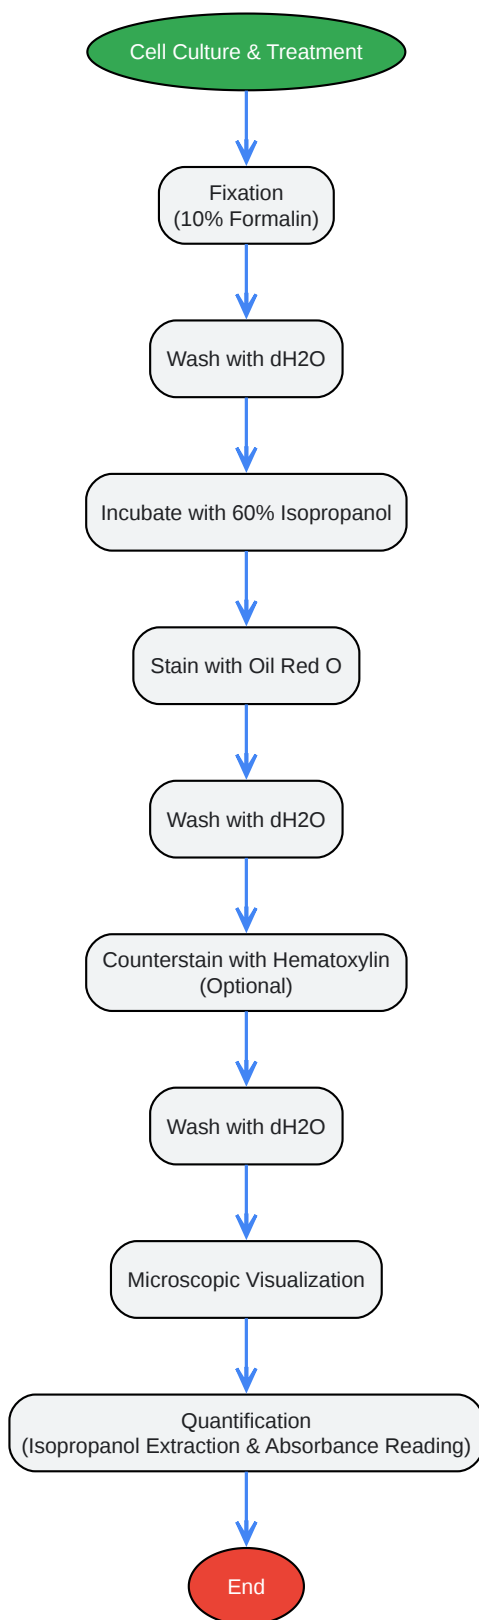 Cell Culture & Treatment
Fixation
(10% Formalin)
Wash with dH2O
Incubate with 60% Isopropanol
Stain with Oil Red O
Wash with dH2O
Counterstain with Hematoxylin
(Optional)
Wash with dH2O
Microscopic Visualization
Quantification
(Isopropanol Extraction & Absorbance Reading)
End